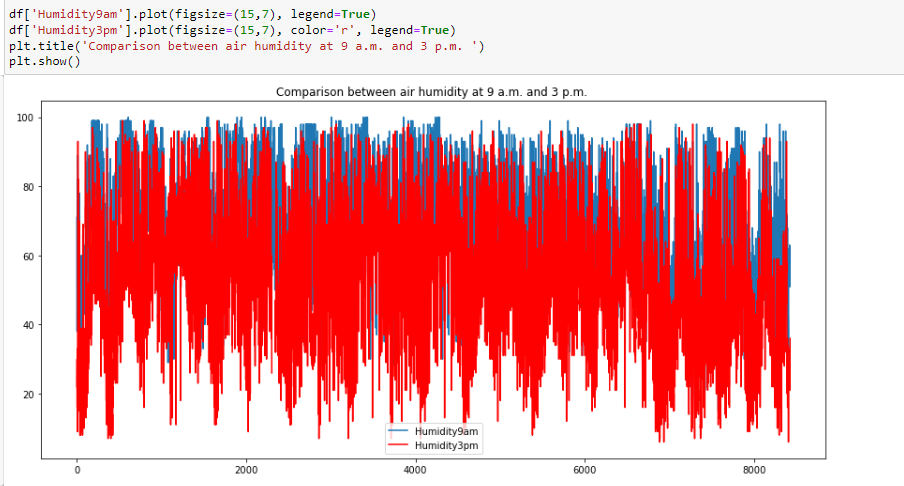 df['Humidity9am'].plot(figsize=(15,7), legend=True)
df['Humidity3pm'].plot(figsize=(15,7), color='r', legend=True)
plt.title('Comparison between air humidity at 9 a.m. and 3 p.m. ')
plt.show()
Comparison between air humidity at 9 a.m. and 3 p.m.
100
80
60
40
20
Humidity9am
Humidity3pm
0 2000 4000 6000 8000